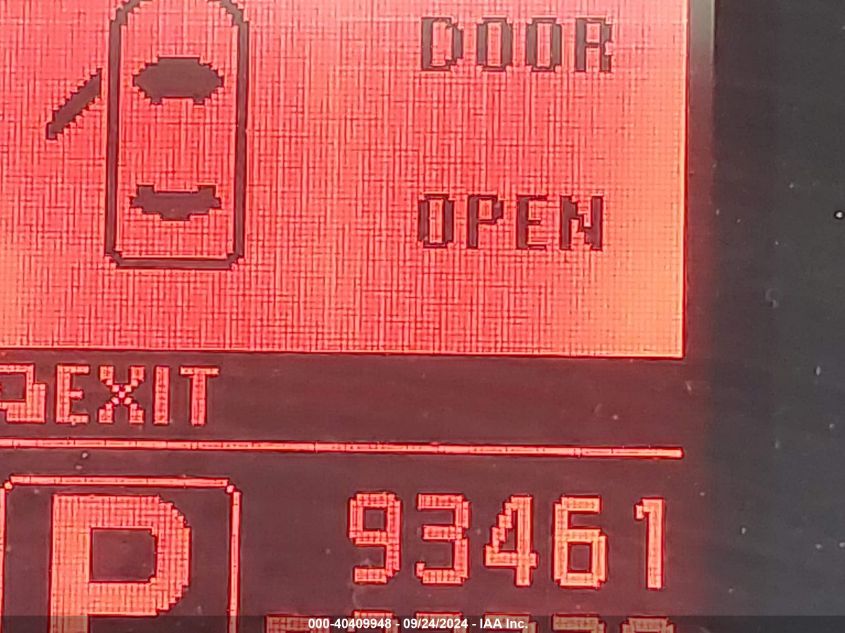 DOOR
OPEN
EXIT
93461
P
000-40409948 - 09/24/2024 - IAA Inc.